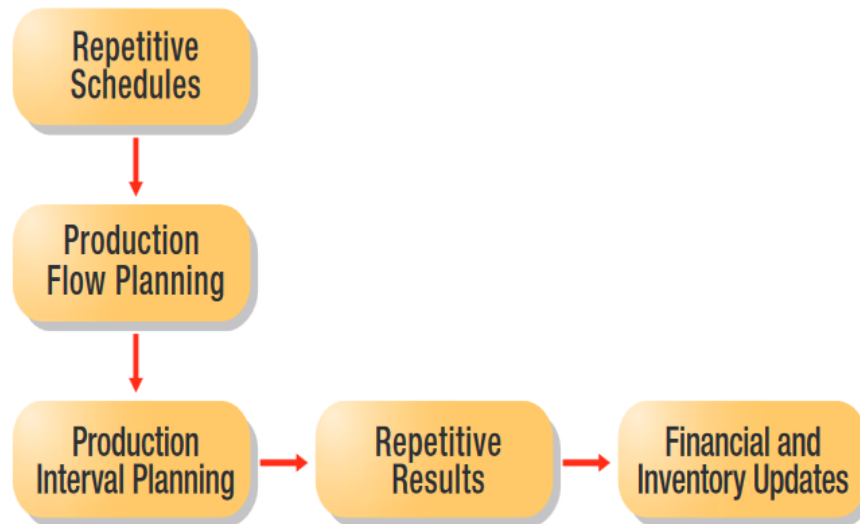 Repetitive
Schedules
Production
Flow Planning
Production
Interval Planning
Repetitive
Results
Financial and
Inventory Updates